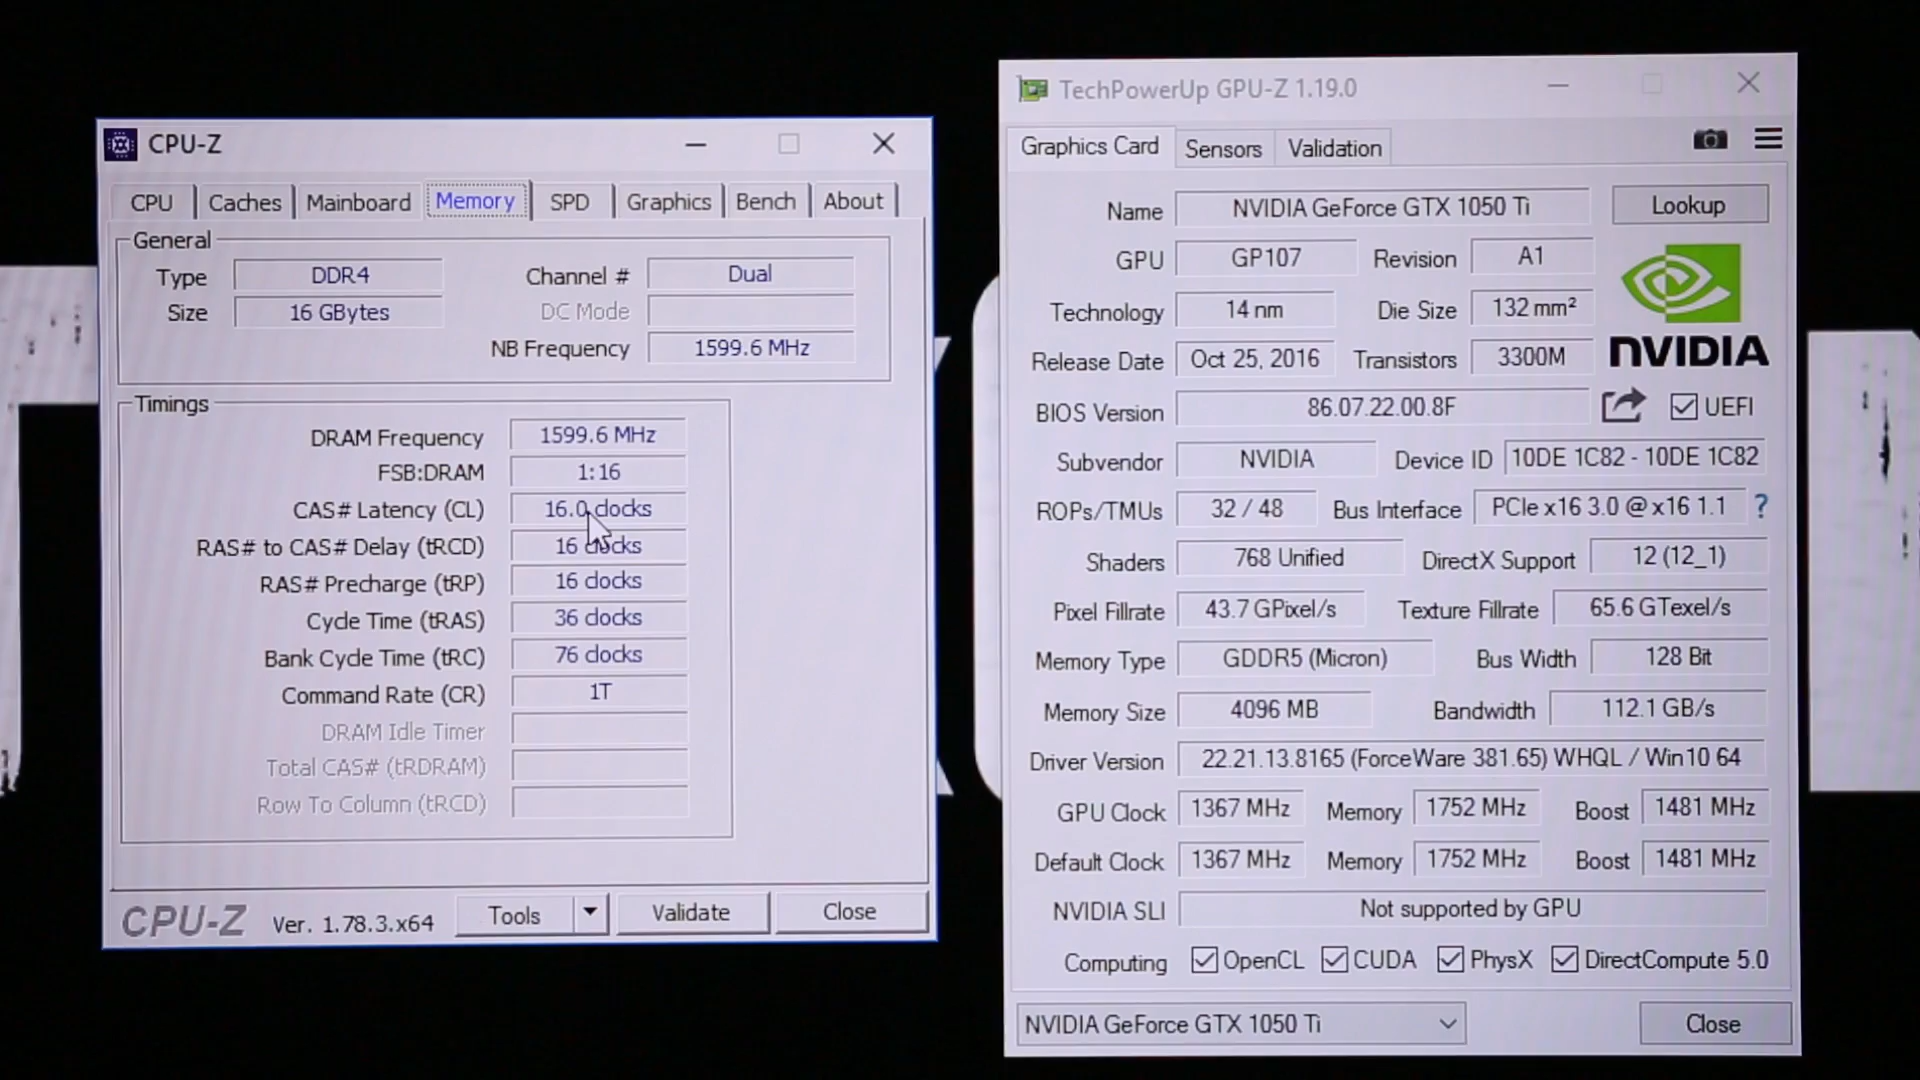 CPU-Z
CPU Caches Mainboard Memory SPD Graphics Bench About
General
Type DDR4 Channel # Dual
Size 16 GBytes DC Mode
NB Frequency 1599.6 MHz
Timings
DRAM Frequency 1599.6 MHz
FSB:DRAM 1:16
CAS# Latency (CL) 16.0 clocks
RAS# to CAS# Delay (tRCD) 16 clocks
RAS# Precharge (tRP) 16 clocks
Cycle Time (tRAS) 36 clocks
Bank Cycle Time (tRC) 76 clocks
Command Rate (CR) 1T
DRAM Idle Timer
Total CAS# (tRDRAM)
Row To Column (tRCD)
CPU-Z Ver. 1.78.3.x64 Tools Validate Close
TechPowerUp GPU-Z 1.19.0
Graphics Card Sensors Validation
Name NVIDIA GeForce GTX 1050 Ti Lookup
GPU GP107 Revision A1
Technology 14 nm Die Size 132 mm²
Release Date Oct 25, 2016 Transistors 3300M
NVIDIA
BIOS Version 86.07.22.00.8F UEFI
Subvendor NVIDIA Device ID 10DE 1C82 - 10DE 1C82
ROPs/TMUs 32 / 48 Bus Interface PCIe x16 3.0 @ x16 1.1 ?
Shaders 768 Unified DirectX Support 12 (12_1)
Pixel Fillrate 43.7 GPixel/s Texture Fillrate 65.6 GTexel/s
Memory Type GDDR5 (Micron) Bus Width 128 Bit
Memory Size 4096 MB Bandwidth 112.1 GB/s
Driver Version 22.21.13.8165 (ForceWare 381.65) WHQL / Win10 64
GPU Clock 1367 MHz Memory 1752 MHz Boost 1481 MHz
Default Clock 1367 MHz Memory 1752 MHz Boost 1481 MHz
NVIDIA SLI Not supported by GPU
Computing OpenCL CUDA PhysX DirectCompute 5.0
NVIDIA GeForce GTX 1050 Ti Close